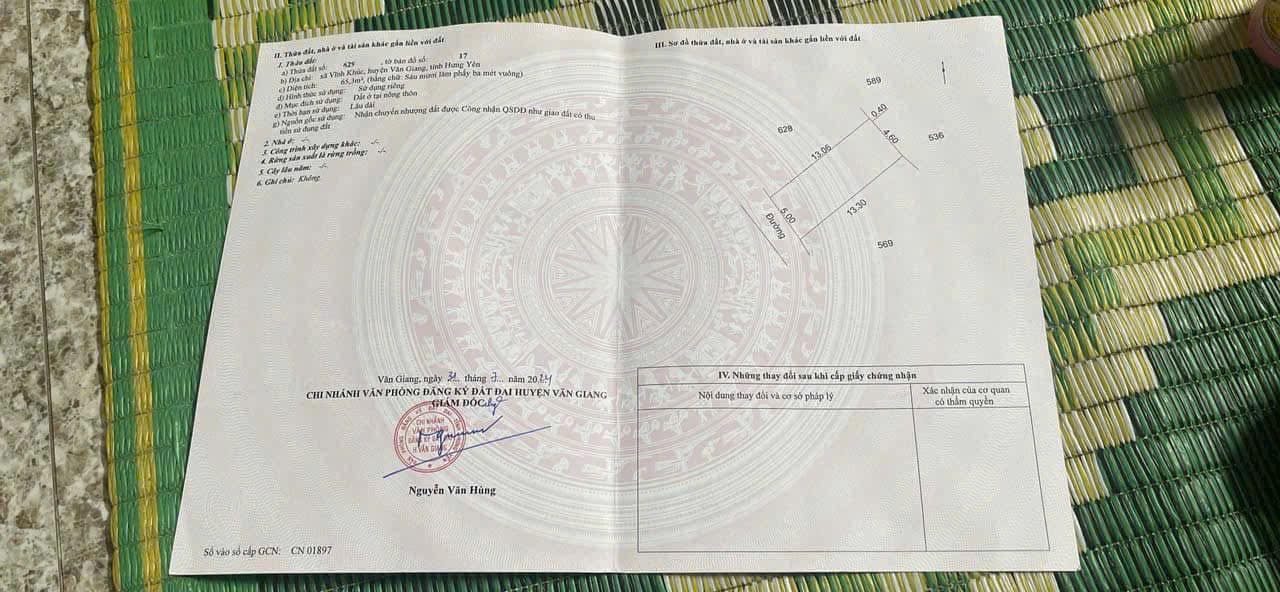 II. Thửa đất, nhà ở và tài sản khác gắn liền với đất
1. Thửa đất:
a) Thửa đất số: 629 , tờ bản đồ số: 17
b) Địa chỉ: xã Vĩnh Khúc, huyện Văn Giang, tỉnh Hưng Yên
c) Diện tích: 65,3m², (bằng chữ: Sáu mươi lăm phẩy ba mét vuông)
d) Hình thức sử dụng: Sử dụng riêng
đ) Mục đích sử dụng: Đất ở tại nông thôn
e) Thời hạn sử dụng: Lâu dài
g) Nguồn gốc sử dụng: Nhận chuyển nhượng đất được Công nhận QSDĐ như giao đất có thu
tiền sử dụng đất
2. Nhà ở: -/-
3. Công trình xây dựng khác: -/-
4. Rừng sản xuất là rừng trồng: -/-
5. Cây lâu năm: -/-
6. Ghi chú: Không
Văn Giang, ngày 31 tháng 7 năm 2024
CHI NHÁNH VĂN PHÒNG ĐĂNG KÝ ĐẤT ĐAI HUYỆN VĂN GIANG
GIÁM ĐỐC
CHI NHÁNH
VĂN PHÒNG
ĐĂNG KÝ ĐẤT
H.VĂN GIANG
Nguyễn Văn Hùng
Số vào sổ cấp GCN: CN 01897
III. Sơ đồ thửa đất, nhà ở và tài sản khác gắn liền với đất
589
0.40
628
4.60
536
13.06
5.00
13.30
Đường
569
IV. Những thay đổi sau khi cấp giấy chứng nhận
Nội dung thay đổi và cơ sở pháp lý
Xác nhận của cơ quan
có thẩm quyền